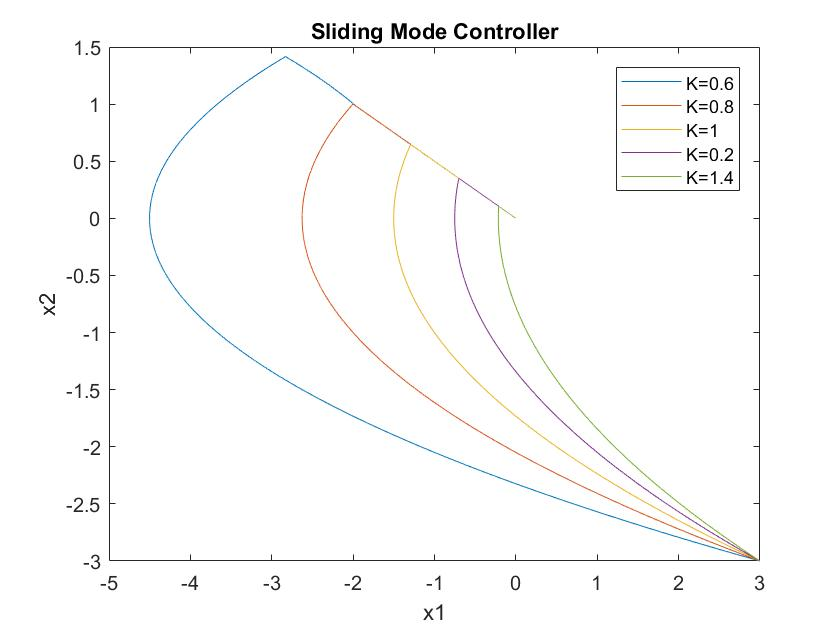 Sliding Mode Controller
1.5
1
0.5
0
-0.5
-1
-1.5
-2
-2.5
-3
x2
K=0.6
K=0.8
K=1
K=0.2
K=1.4
-5 -4 -3 -2 -1 0 1 2 3
x1